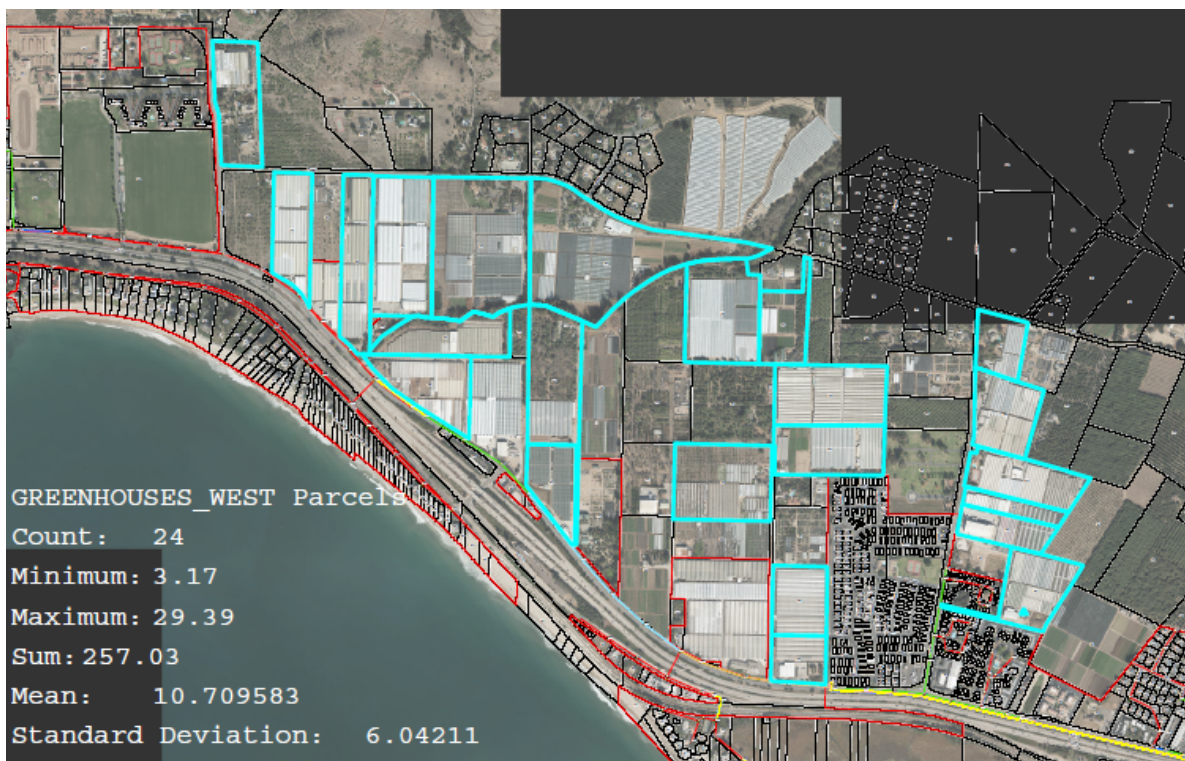 GREENHOUSES_WEST Parcels
Count: 24
Minimum: 3.17
Maximum: 29.39
Sum: 257.03
Mean: 10.709583
Standard Deviation: 6.04211